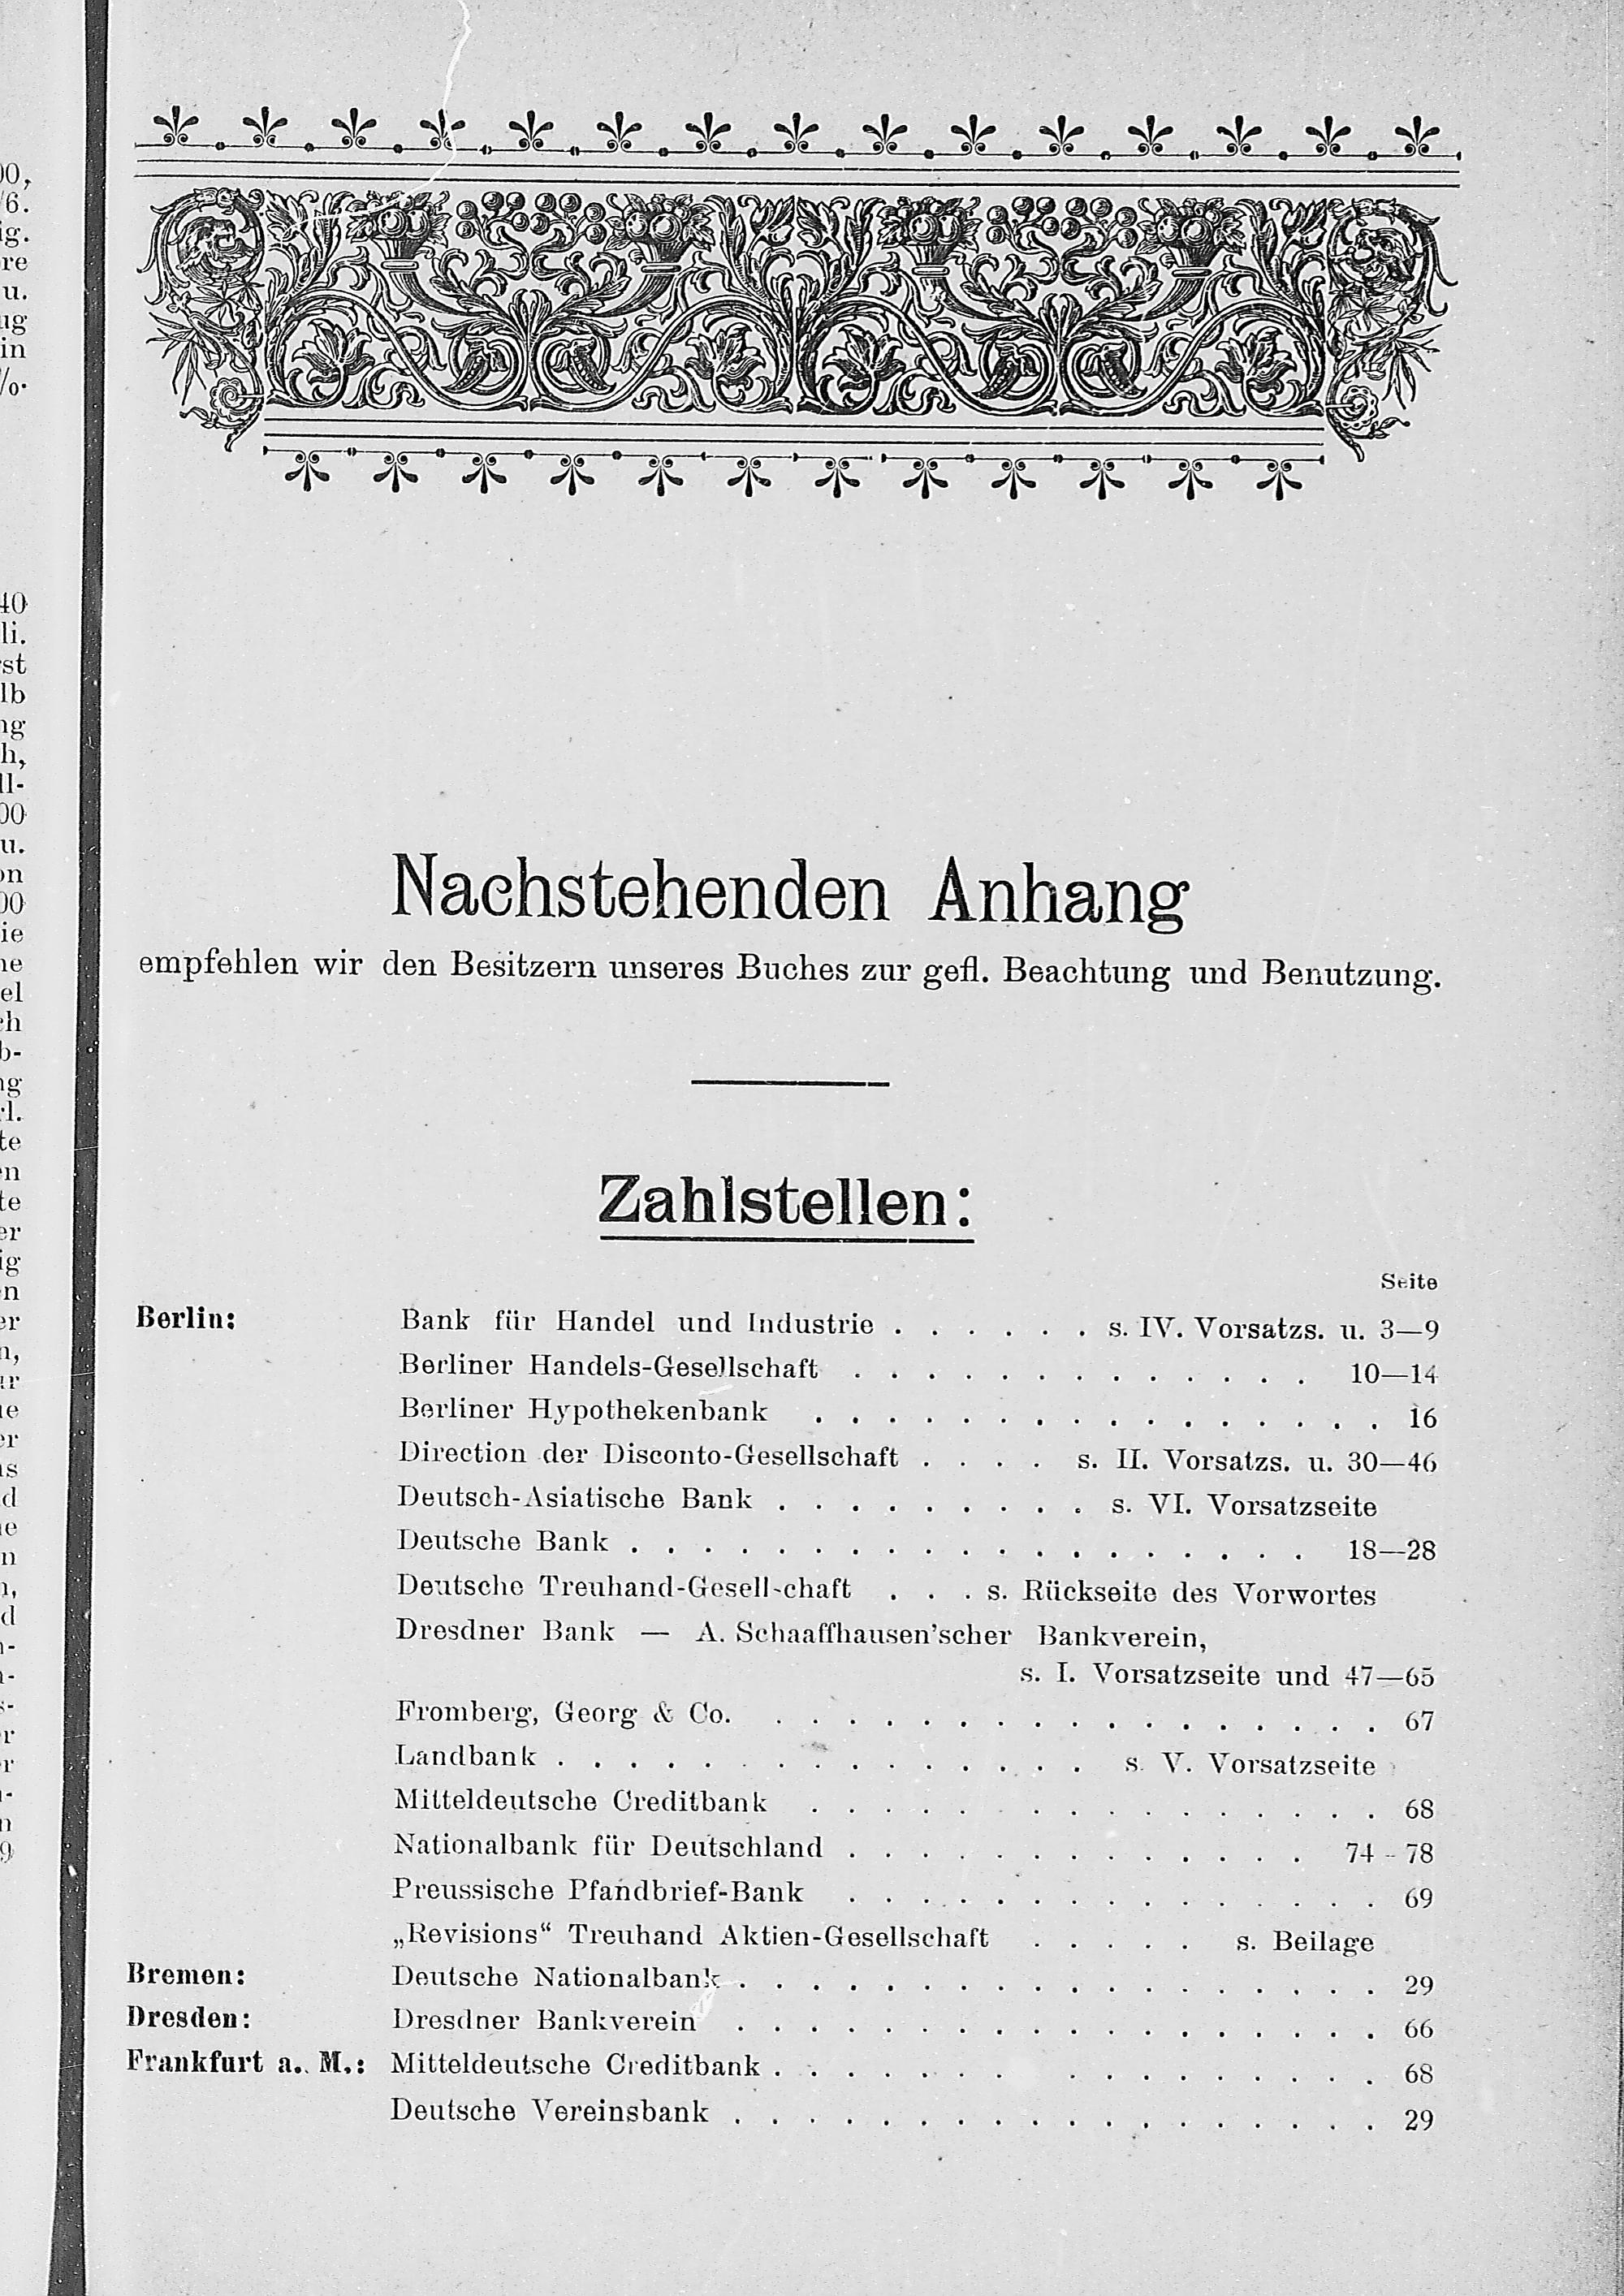 Nachstehenden Anhang
empfehlen wir den Besitzern unseres Buches zur gefl. Beachtung und Benutzung.
Zahlstellen:
Seite
Berlin: Bank für Handel und Industrie . . . . . . s. IV. Vorsatzs. u. 3—9
Berliner Handels-Gesellschaft . . . . . . . . . . . . . 10—14
Berliner Hypothekenbank . . . . . . . . . . . . . . . . 16
Direction der Disconto-Gesellschaft . . . . s. II. Vorsatzs. u. 30—46
Deutsch-Asiatische Bank . . . . . . . . . s. VI. Vorsatzseite
Deutsche Bank . . . . . . . . . . . . . . . . . . . 18—28
Deutsche Treuhand-Gesellschaft . . . s. Rückseite des Vorwortes
Dresdner Bank — A. Schaaffhausen'scher Bankverein,
s. I. Vorsatzseite und 47—65
Fromberg, Georg & Co. . . . . . . . . . . . . . . . . . 67
Landbank . . . . . . . . . . . . . . . s. V. Vorsatzseite
Mitteldeutsche Creditbank . . . . . . . . . . . . . . . 68
Nationalbank für Deutschland . . . . . . . . . . . . . 74 - 78
Preussische Pfandbrief-Bank . . . . . . . . . . . . . . . 69
„Revisions“ Treuhand Aktien-Gesellschaft . . . . . s. Beilage
Bremen: Deutsche Nationalbank . . . . . . . . . . . . . . . . . . 29
Dresden: Dresdner Bankverein . . . . . . . . . . . . . . . . . . 66
Frankfurt a. M.: Mitteldeutsche Creditbank . . . . . . . . . . . . . . . . 68
Deutsche Vereinsbank . . . . . . . . . . . . . . . . . . 29